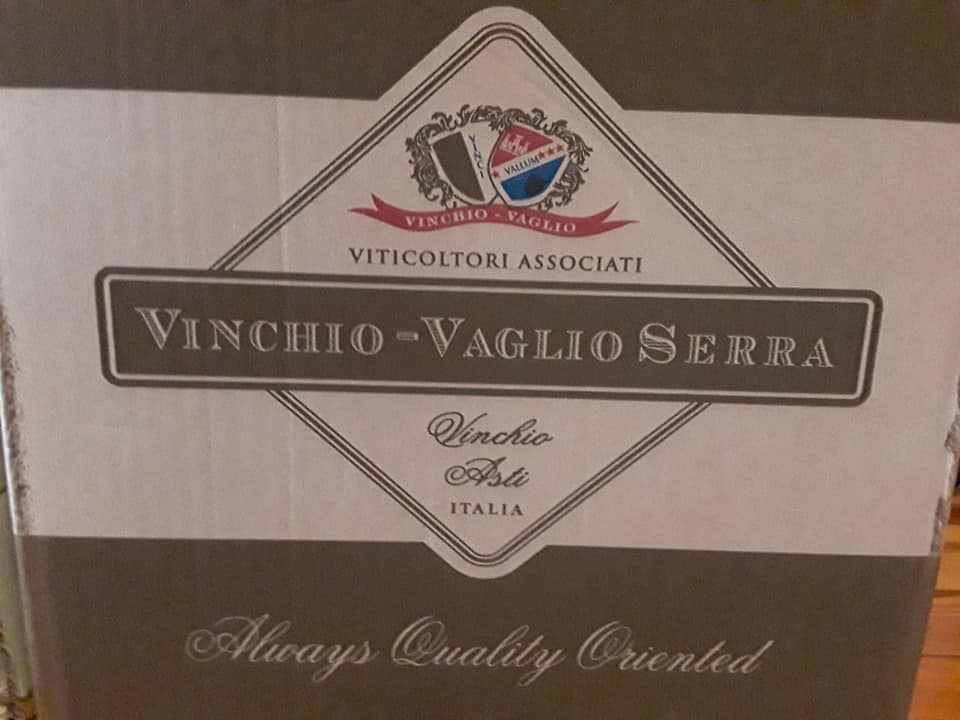 VINCI
VALLUM
VINCHIO - VAGLIO
VITICOLTORI ASSOCIATI
VINCHIO - VAGLIO SERRA
Vinchio
Asti
ITALIA
Always Quality Oriented